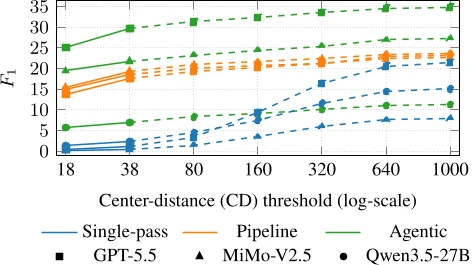 35
30
25
20
15
10
5
0
F1
18 38 80 160 320 640 1000
Center-distance (CD) threshold (log-scale)
Single-pass Pipeline Agentic
GPT-5.5 MiMo-V2.5 Qwen3.5-27B